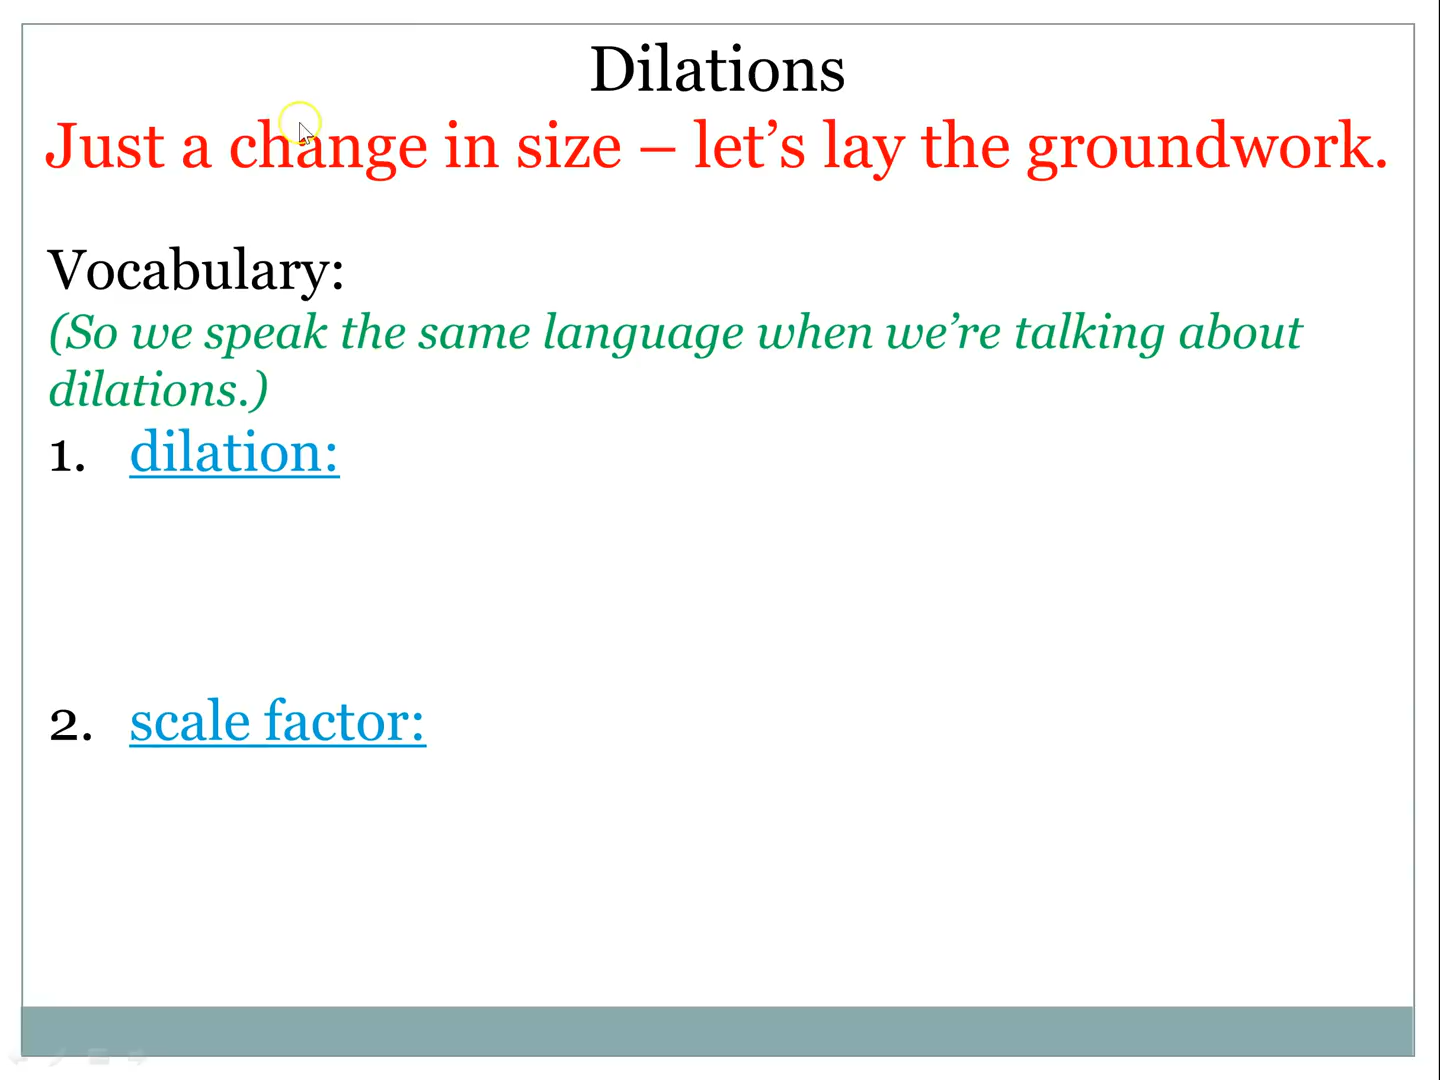 Dilations
Just a change in size – let’s lay the groundwork.
Vocabulary:
(So we speak the same language when we’re talking about
dilations.)
1. dilation:
2. scale factor: